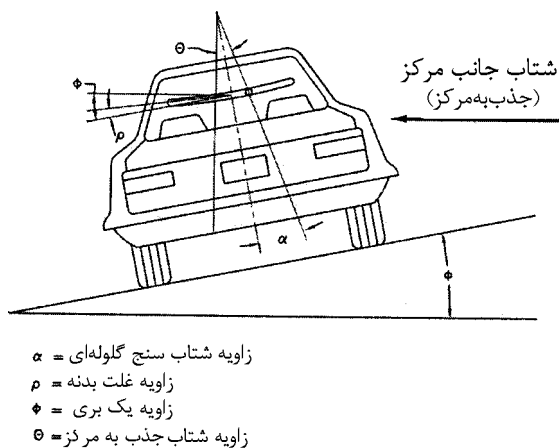 θ
شتاب جانب مرکز
(جذب‌به‌مرکز)
ϕ
ρ
α
ϕ
α = زاویه شتاب سنج گلوله‌ای
ρ = زاویه غلت بدنه
ϕ = زاویه یک بری
θ = زاویه شتاب جذب به مرکز